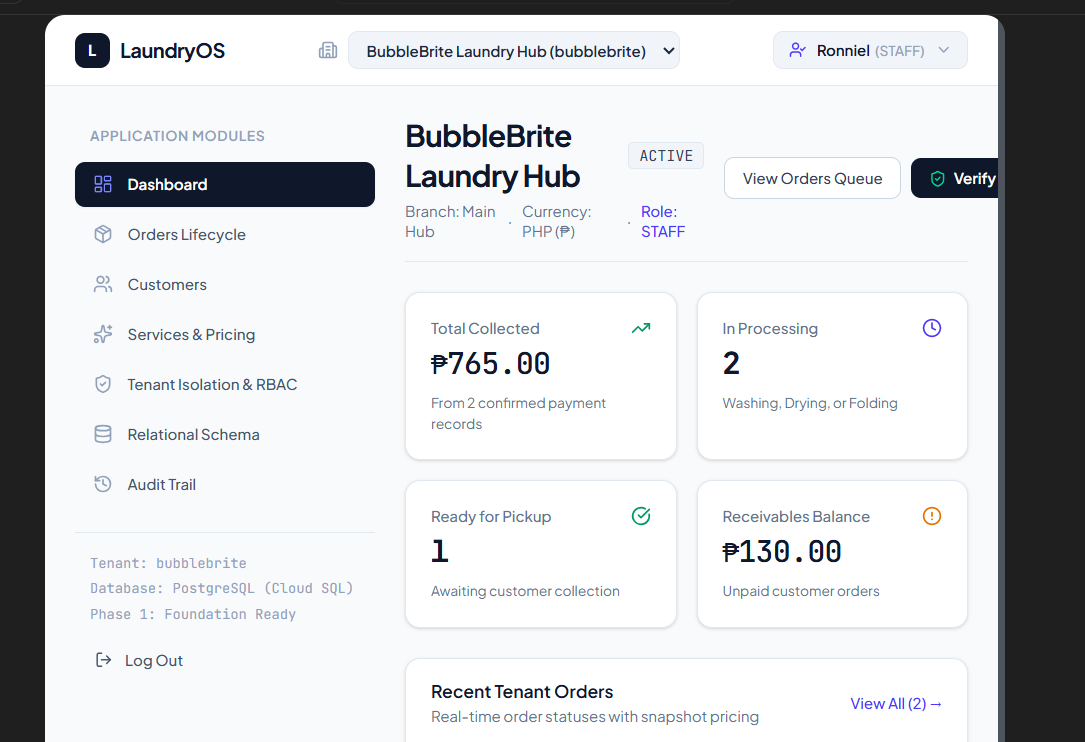 L LaundryOS
BubbleBrite Laundry Hub (bubblebrite)
Ronniel (STAFF)
APPLICATION MODULES
Dashboard
Orders Lifecycle
Customers
Services & Pricing
Tenant Isolation & RBAC
Relational Schema
Audit Trail
Tenant: bubblebrite
Database: PostgreSQL (Cloud SQL)
Phase 1: Foundation Ready
Log Out
BubbleBrite
Laundry Hub
ACTIVE
Branch: Main
Hub
·
Currency:
PHP (₱)
·
Role:
STAFF
View Orders Queue
Verify
Total Collected
₱765.00
From 2 confirmed payment
records
In Processing
2
Washing, Drying, or Folding
Ready for Pickup
1
Awaiting customer collection
Receivables Balance
₱130.00
Unpaid customer orders
Recent Tenant Orders
Real-time order statuses with snapshot pricing
View All (2) →